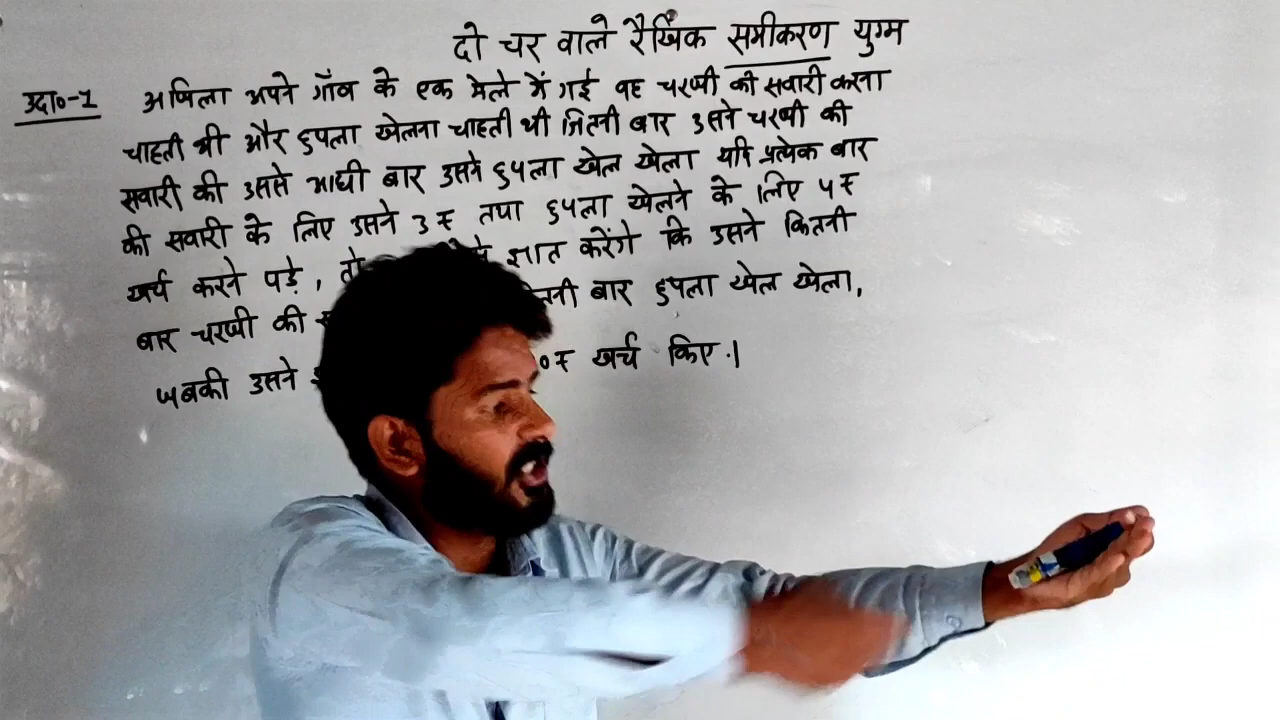 दो चर वाले रैखिक समीकरण युग्म
उदा०-1 अखिला अपने गाँव के एक मेले में गई वह चरखी की सवारी करना
चाहती थी और हुपला खेलना चाहती थी जितनी बार उसने चरखी की
सवारी की उससे आधी बार उसने हुपला खेल खेला यदि प्रत्येक बार
की सवारी के लिए उसने 3 ₹ तथा हुपला खेलने के लिए 4 ₹
खर्च करने पड़े, तो ज्ञात करेंगे कि उसने कितनी
बार चरखी की बार हुपला खेल खेला,
जबकी उसने 0 ₹ खर्च किए।